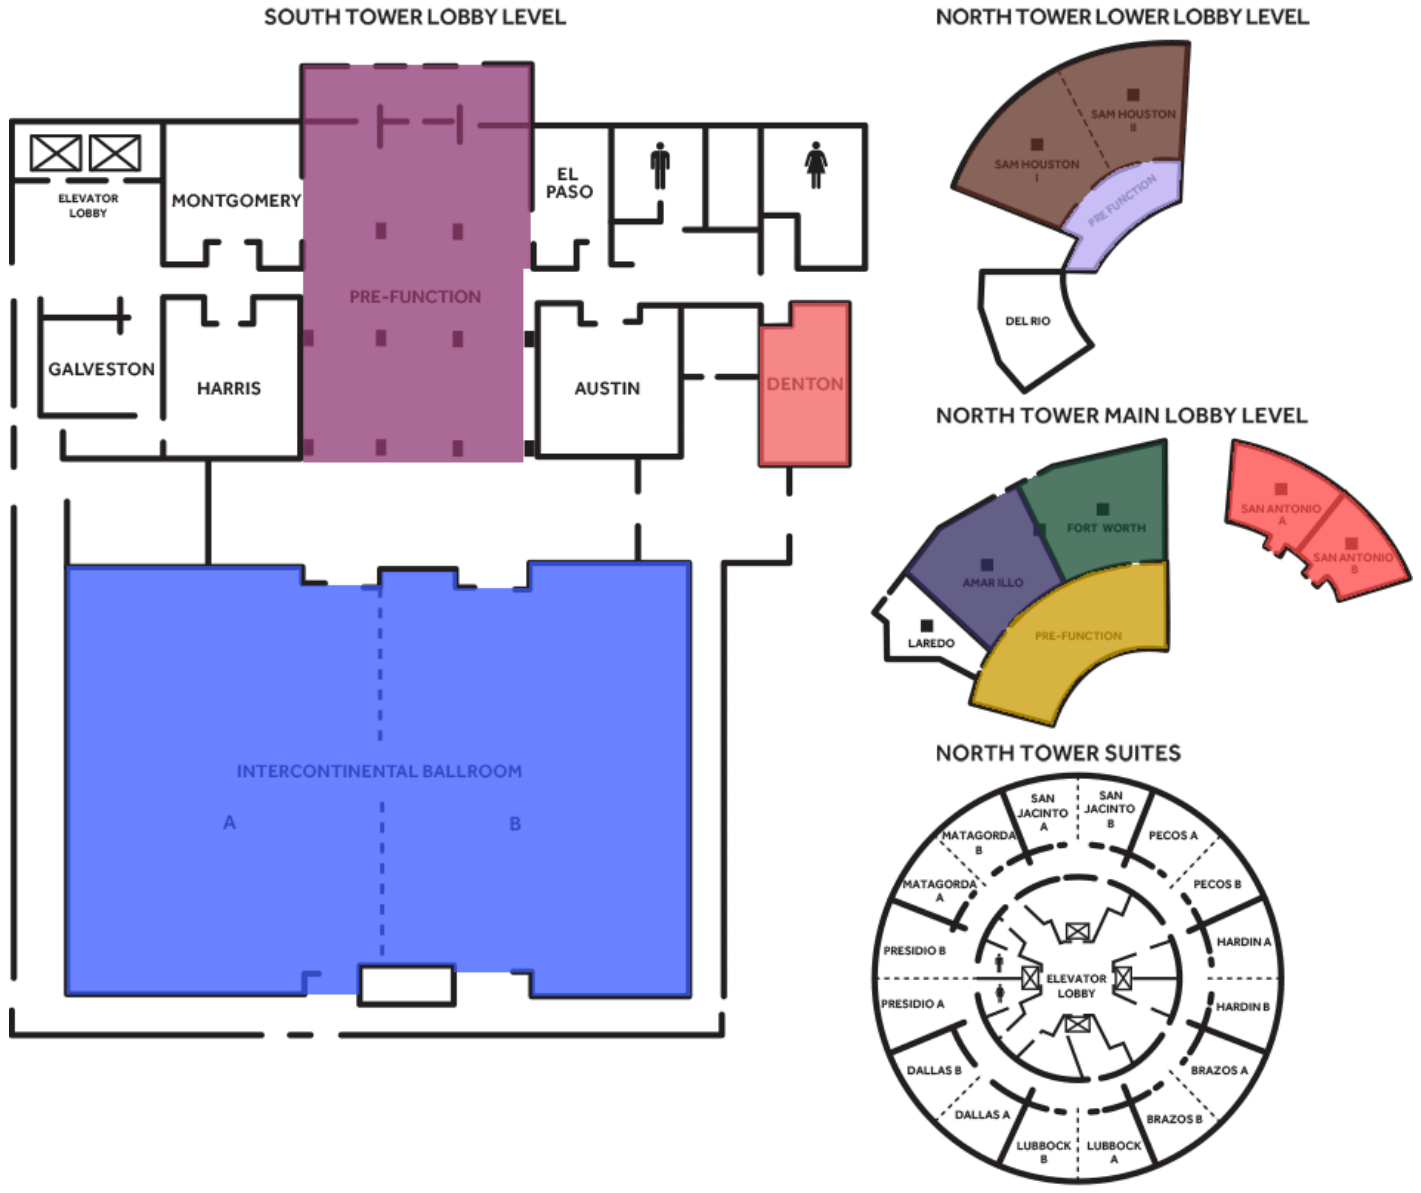 SOUTH TOWER LOBBY LEVEL
ELEVATOR
LOBBY
MONTGOMERY
EL
PASO
PRE-FUNCTION
GALVESTON
HARRIS
AUSTIN
DENTON
INTERCONTINENTAL BALLROOM
A
B
NORTH TOWER LOWER LOBBY LEVEL
SAM HOUSTON
II
SAM HOUSTON
I
PRE FUNCTION
DEL RIO
NORTH TOWER MAIN LOBBY LEVEL
FORT WORTH
AMAR ILLO
LAREDO
PRE-FUNCTION
SAN ANTONIO
A
SAN ANTONIO
B
NORTH TOWER SUITES
SAN
JACINTO
A
SAN
JACINTO
B
MATAGORDA
B
PECOS A
MATAGORDA
A
PECOS B
PRESIDIO B
HARDIN A
ELEVATOR
LOBBY
PRESIDIO A
HARDIN B
DALLAS B
BRAZOS A
DALLAS A
BRAZOS B
LUBBOCK
B
LUBBOCK
A